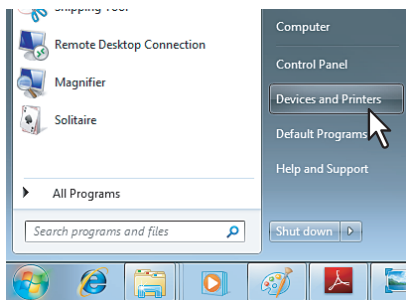 Snipping Tool
Remote Desktop Connection
Magnifier
Solitaire
All Programs
Search programs and files
Computer
Control Panel
Devices and Printers
Default Programs
Help and Support
Shut down